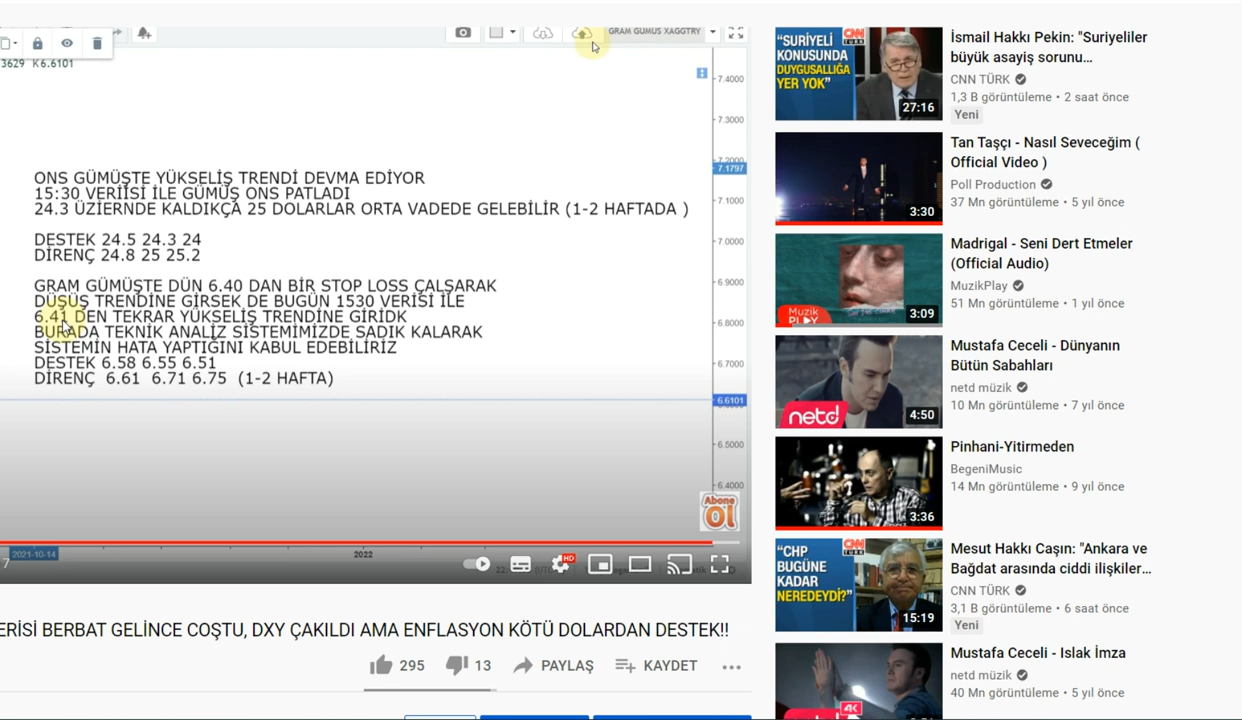 GRAM GUMUS XAGGTRY
3629 K6.6101
7.4000
7.3000
7.2000
7.1797
7.1000
7.0000
6.9000
6.8000
6.7000
6.6101
6.5000
6.4000
ONS GÜMÜŞTE YÜKSELİŞ TRENDİ DEVMA EDİYOR
15:30 VERİİSİ İLE GÜMÜŞ ONS PATLADI
24.3 ÜZİERNDE KALDIKÇA 25 DOLARLAR ORTA VADEDE GELEBİLİR (1-2 HAFTADA )
DESTEK 24.5 24.3 24
DİRENÇ 24.8 25 25.2
GRAM GÜMÜŞTE DÜN 6.40 DAN BİR STOP LOSS ÇALŞARAK
DÜŞÜŞ TRENDİNE GİRSEK DE BUGÜN 1530 VERİSİ İLE
6.41 DEN TEKRAR YÜKSELİŞ TRENDİNE GİRİDK
BURADA TEKNİK ANALİZ SİSTEMİMİZDE SADIK KALARAK
SİSTEMİN HATA YAPTIĞINI KABUL EDEBİLİRİZ
DESTEK 6.58 6.55 6.51
DİRENÇ 6.61 6.71 6.75 (1-2 HAFTA)
Abone
Ol
2021-10-14
2022
7
HD
ERİSİ BERBAT GELİNCE COŞTU, DXY ÇAKILDI AMA ENFLASYON KÖTÜ DOLARDAN DESTEK!!
295
13
PAYLAŞ
KAYDET
"SURİYELİ
KONUSUNDA
DUYGUSALLIĞA
YER YOK"
CNN
TÜRK
27:16
İsmail Hakkı Pekin: "Suriyeliler
büyük asayiş sorunu…
CNN TÜRK
1,3 B görüntüleme • 2 saat önce
Yeni
3:30
Tan Taşçı - Nasıl Seveceğim (
Official Video )
Poll Production
37 Mn görüntüleme • 5 yıl önce
Muzik
PLAY
3:09
Madrigal - Seni Dert Etmeler
(Official Audio)
MuzikPlay
51 Mn görüntüleme • 1 yıl önce
netd
4:50
Mustafa Ceceli - Dünyanın
Bütün Sabahları
netd müzik
10 Mn görüntüleme • 7 yıl önce
3:36
Pinhani-Yitirmeden
BegeniMusic
14 Mn görüntüleme • 9 yıl önce
"CHP
BUGÜNE
KADAR
NEREDEYDİ?"
CNN
TÜRK
15:19
Mesut Hakkı Caşın: "Ankara ve
Bağdat arasında ciddi ilişkiler…
CNN TÜRK
3,1 B görüntüleme • 6 saat önce
Yeni
4K
Mustafa Ceceli - Islak İmza
netd müzik
40 Mn görüntüleme • 5 yıl önce